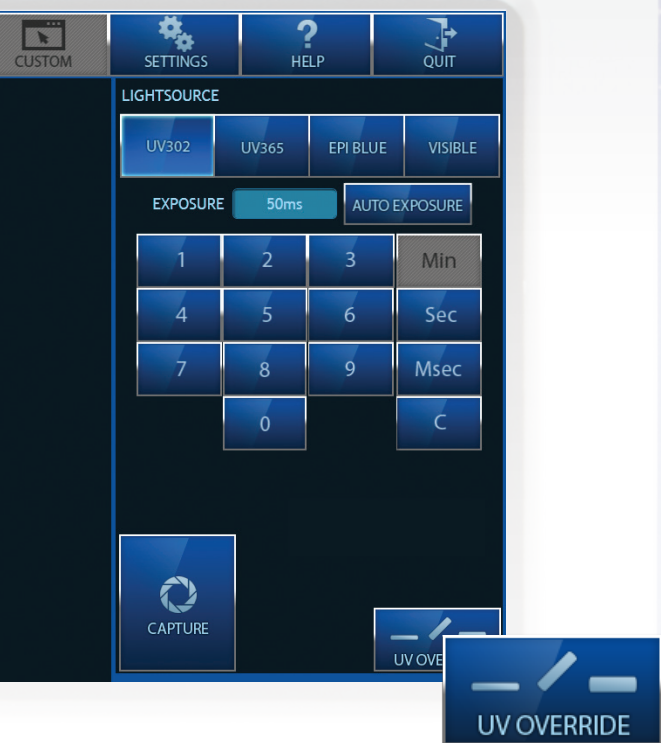 CUSTOM SETTINGS HELP QUIT
LIGHTSOURCE
UV302 UV365 EPI BLUE VISIBLE
EXPOSURE 50ms AUTO EXPOSURE
1 2 3 Min
4 5 6 Sec
7 8 9 Msec
0 C
CAPTURE
UV OVE
UV OVERRIDE